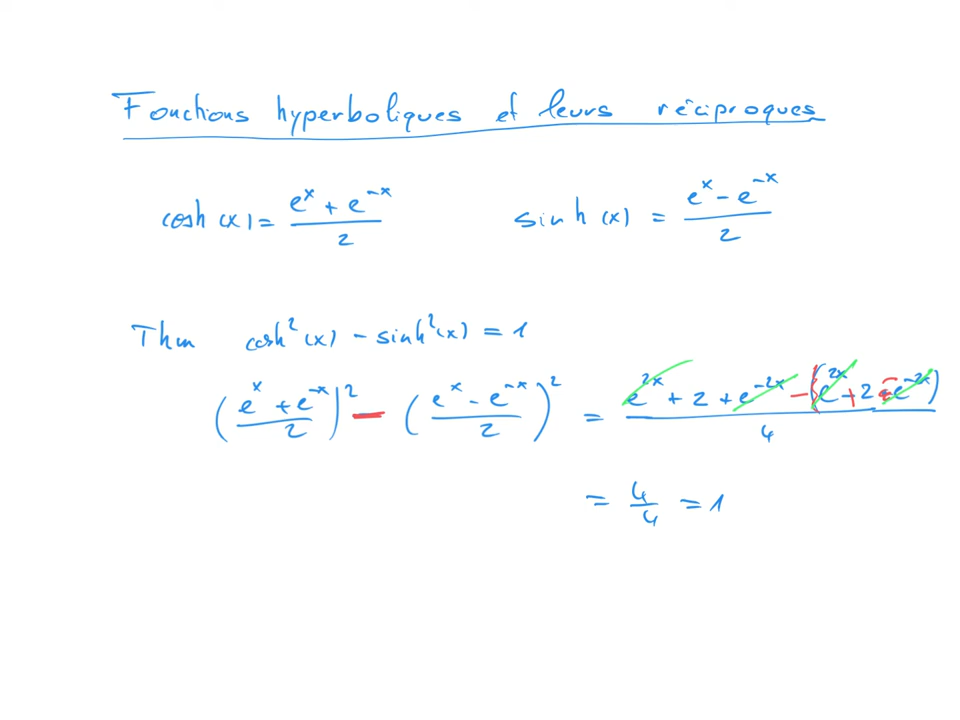 Fonctions hyperboliques et leurs réciproques
cosh(x) = (e^x + e^-x)/2    sinh(x) = (e^x - e^-x)/2
Thm cosh²(x) - sinh²(x) = 1
((e^x + e^-x)/2)² - ((e^x - e^-x)/2)² = (e^2x + 2 + e^-2x - (e^2x + 2 - e^-2x))/4
= 4/4 = 1